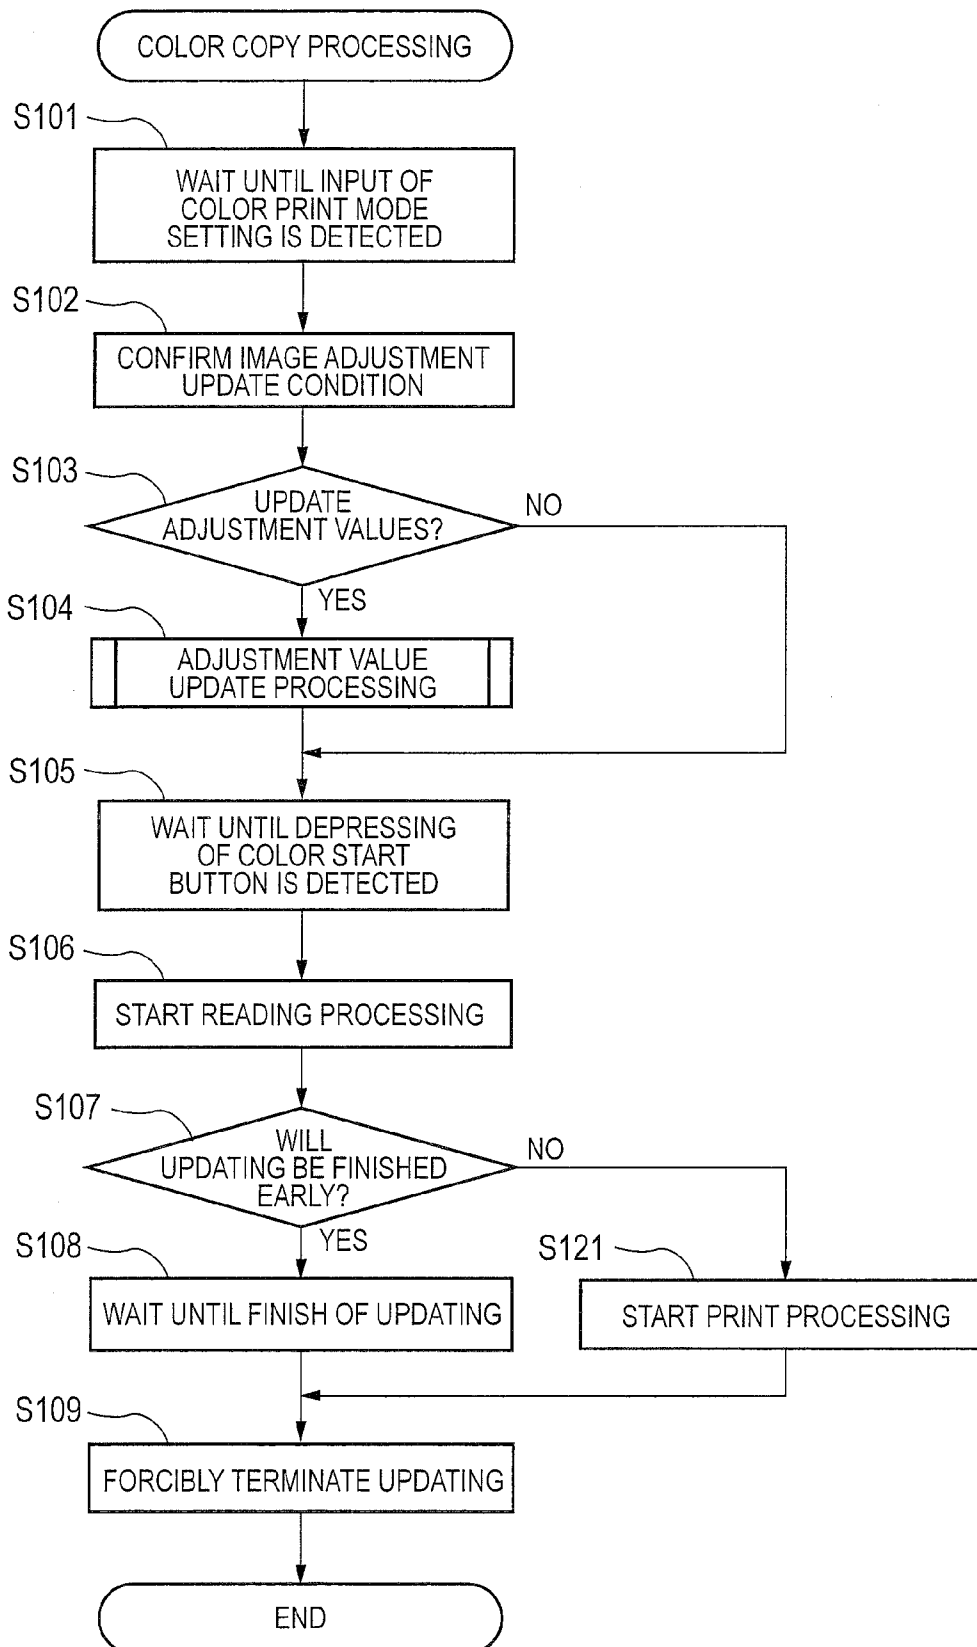 COLOR COPY PROCESSING
S101
WAIT UNTIL INPUT OF
COLOR PRINT MODE
SETTING IS DETECTED
S102
CONFIRM IMAGE ADJUSTMENT
UPDATE CONDITION
S103
UPDATE
ADJUSTMENT VALUES?
NO
YES
S104
ADJUSTMENT VALUE
UPDATE PROCESSING
S105
WAIT UNTIL DEPRESSING
OF COLOR START
BUTTON IS DETECTED
S106
START READING PROCESSING
S107
WILL
UPDATING BE FINISHED
EARLY?
NO
YES
S108
WAIT UNTIL FINISH OF UPDATING
S121
START PRINT PROCESSING
S109
FORCIBLY TERMINATE UPDATING
END